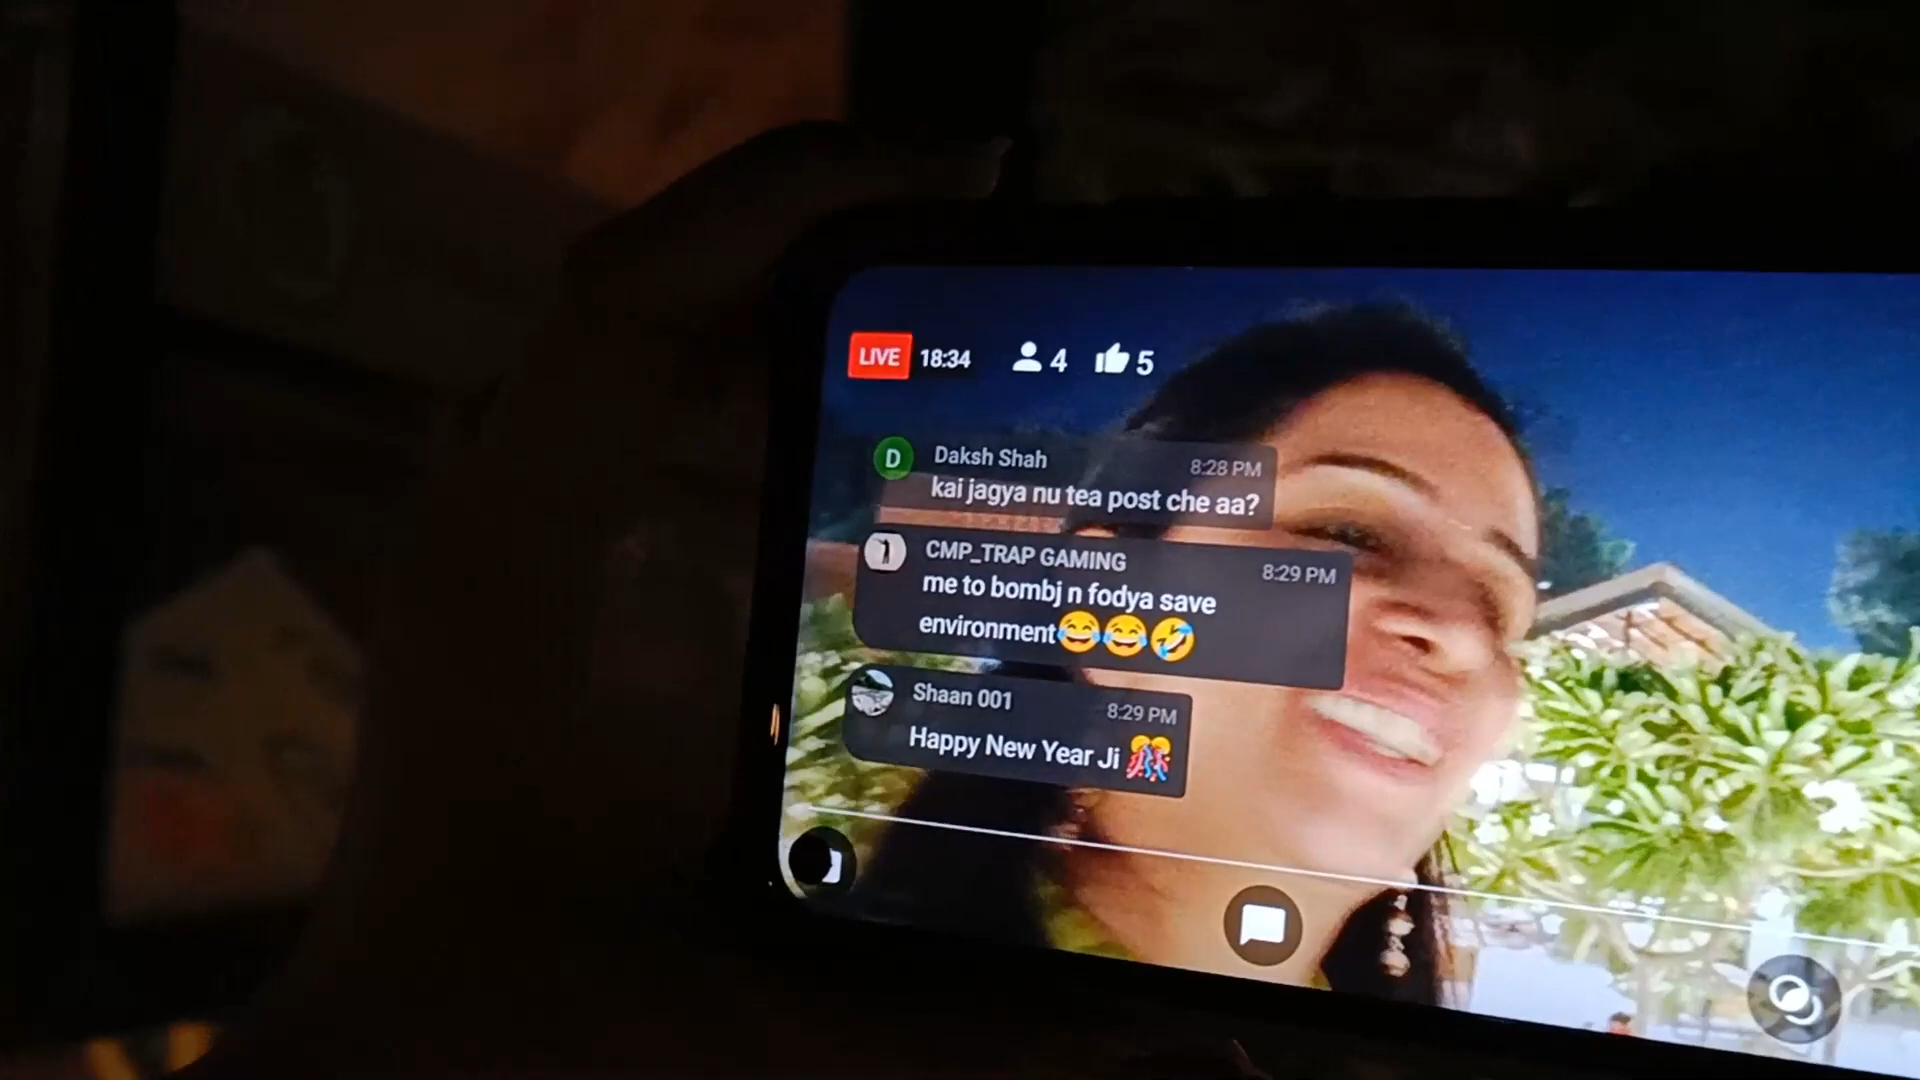 LIVE 18:34 4 5
D Daksh Shah 8:28 PM
kai jagya nu tea post che aa?
CMP_TRAP GAMING 8:29 PM
me to bombj n fodya save
environment😂😂🤣
Shaan 001 8:29 PM
Happy New Year Ji 🎊